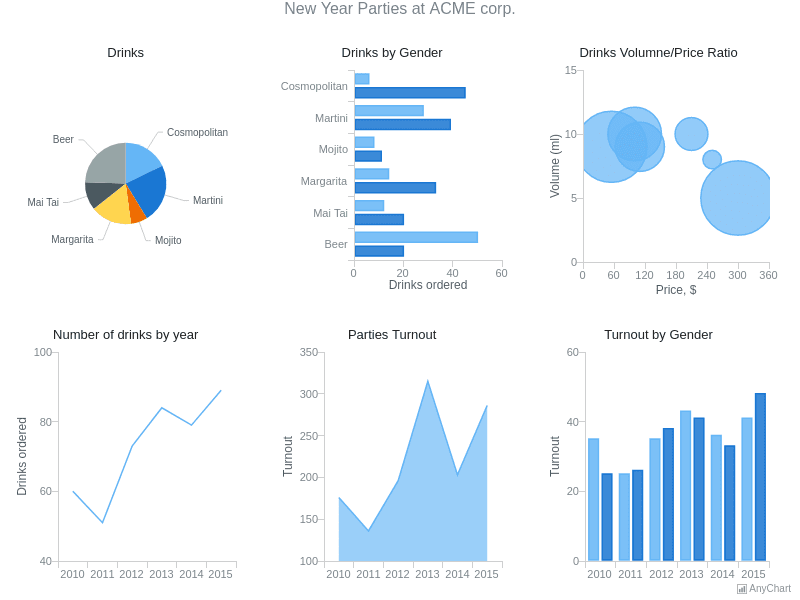 New Year Parties at ACME corp.
Drinks
Cosmopolitan
Beer
Mai Tai
Martini
Margarita
Mojito
Drinks by Gender
Cosmopolitan
Martini
Mojito
Margarita
Mai Tai
Beer
0 20 40 60
Drinks ordered
Drinks Volumne/Price Ratio
Volume (ml)
15
10
5
0
0 60 120 180 240 300 360
Price, $
Number of drinks by year
Drinks ordered
100
80
60
40
2010 2011 2012 2013 2014 2015
Parties Turnout
Turnout
350
300
250
200
150
100
2010 2011 2012 2013 2014 2015
Turnout by Gender
Turnout
60
40
20
0
2010 2011 2012 2013 2014 2015
AnyChart